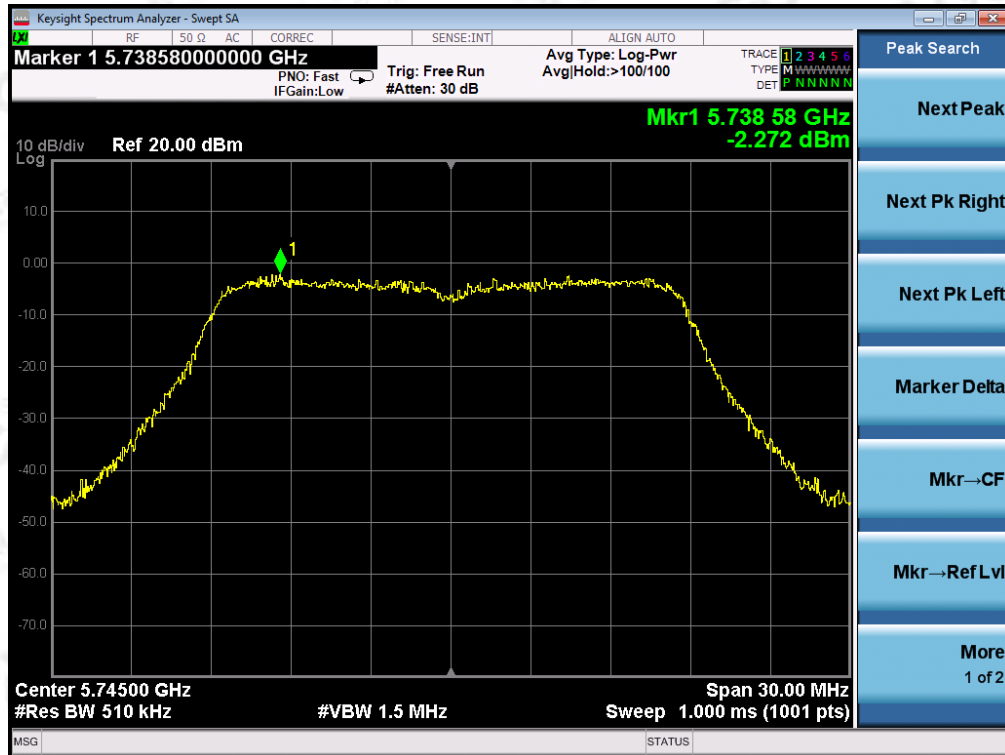 Keysight Spectrum Analyzer - Swept SA
LXI RF 50 Ω AC CORREC SENSE:INT ALIGN AUTO
Marker 1 5.738580000000 GHz
PNO: Fast
IFGain:Low
Trig: Free Run
#Atten: 30 dB
Avg Type: Log-Pwr
Avg|Hold:>100/100
TRACE 1 2 3 4 5 6
TYPE M WWWWW
DET P N N N N N
Mkr1 5.738 58 GHz
-2.272 dBm
10 dB/div Ref 20.00 dBm
Log
10.0
1
0.00
-10.0
-20.0
-30.0
-40.0
-50.0
-60.0
-70.0
Center 5.74500 GHz Span 30.00 MHz
#Res BW 510 kHz #VBW 1.5 MHz Sweep 1.000 ms (1001 pts)
MSG STATUS
Peak Search
Next Peak
Next Pk Right
Next Pk Left
Marker Delta
Mkr→CF
Mkr→Ref Lvl
More
1 of 2